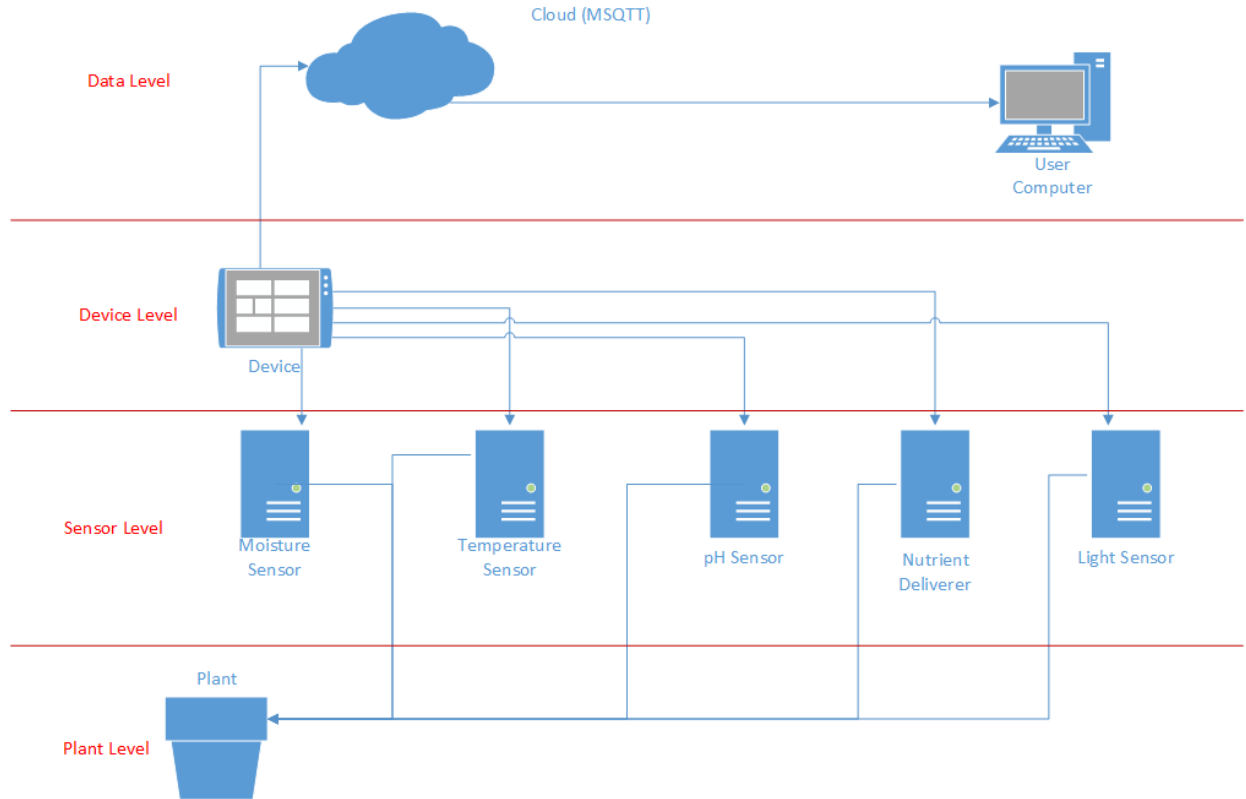 Cloud (MSQTT)
Data Level
User
Computer
Device Level
Device
Sensor Level
Moisture
Sensor
Temperature
Sensor
pH Sensor
Nutrient
Deliverer
Light Sensor
Plant
Plant Level